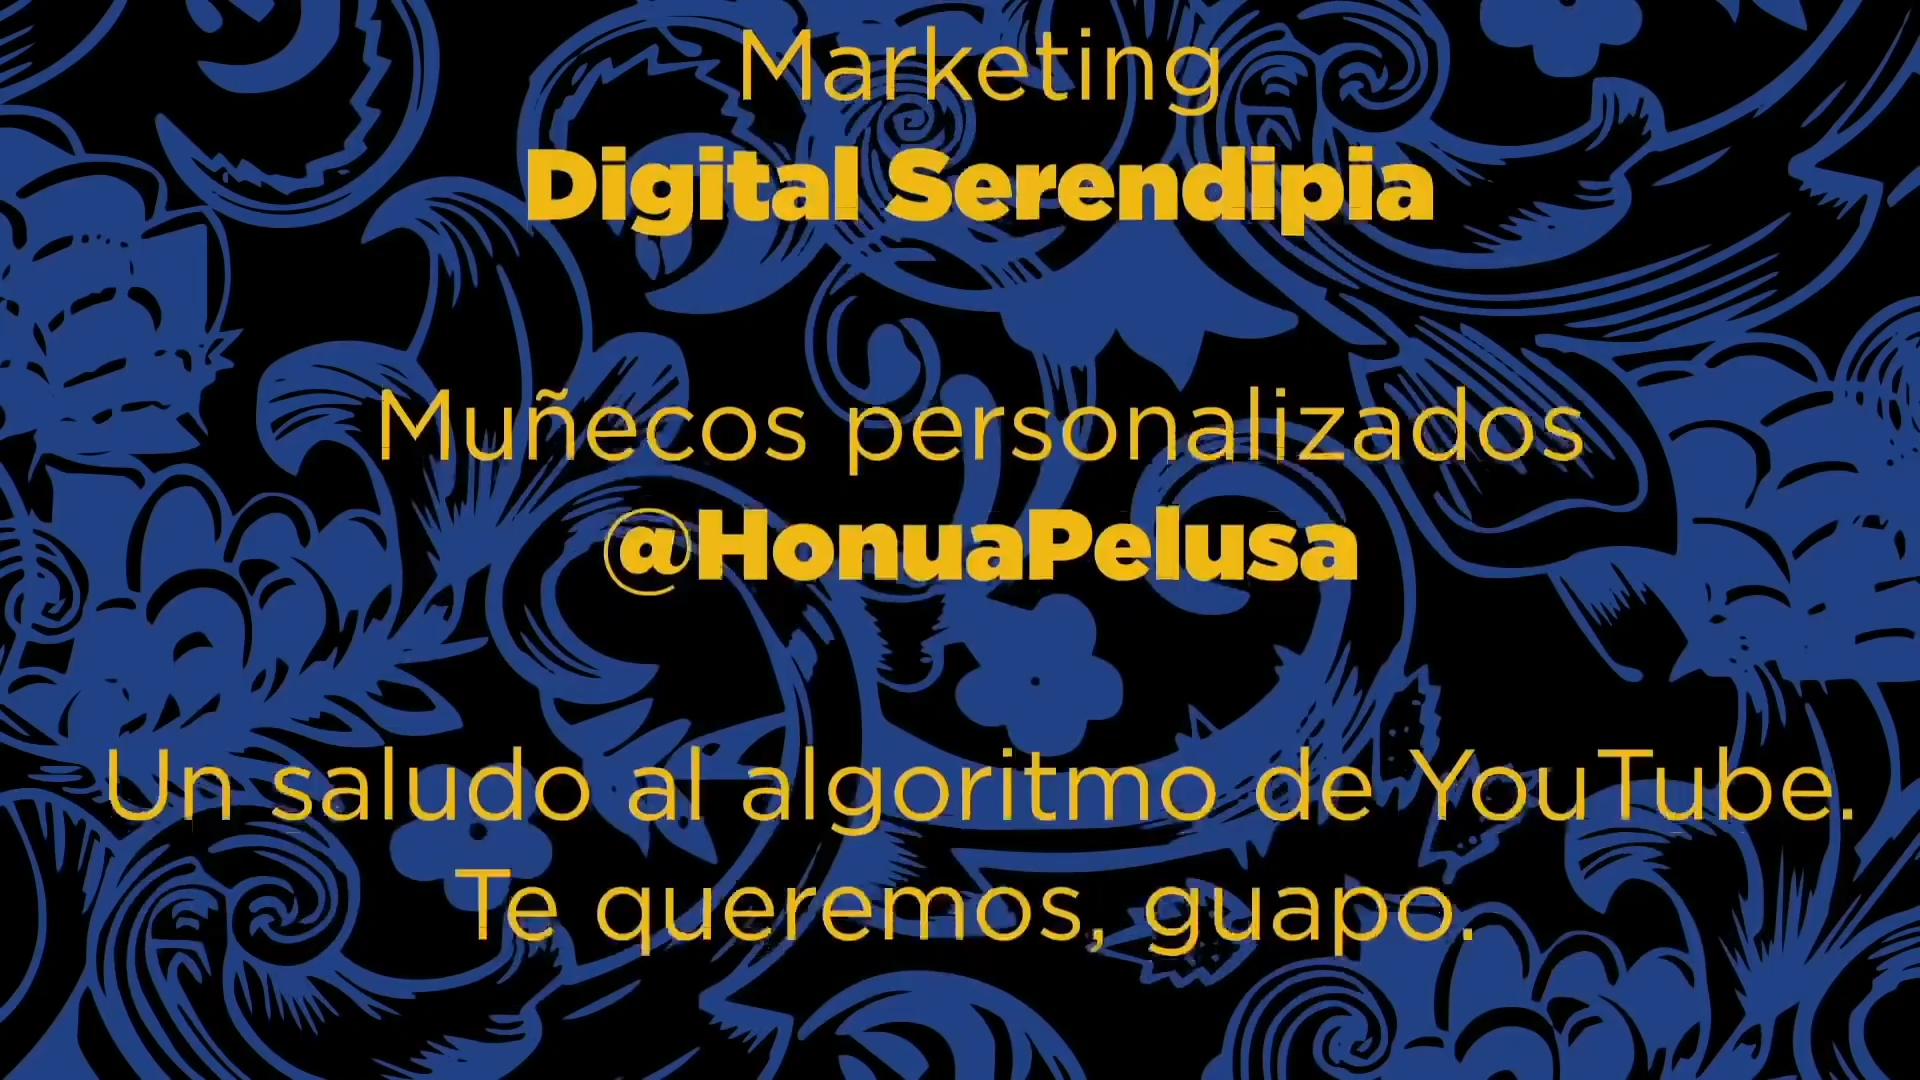 Marketing
Digital Serendipia
Muñecos personalizados
@HonuaPelusa
Un saludo al algoritmo de YouTube.
Te queremos, guapo.